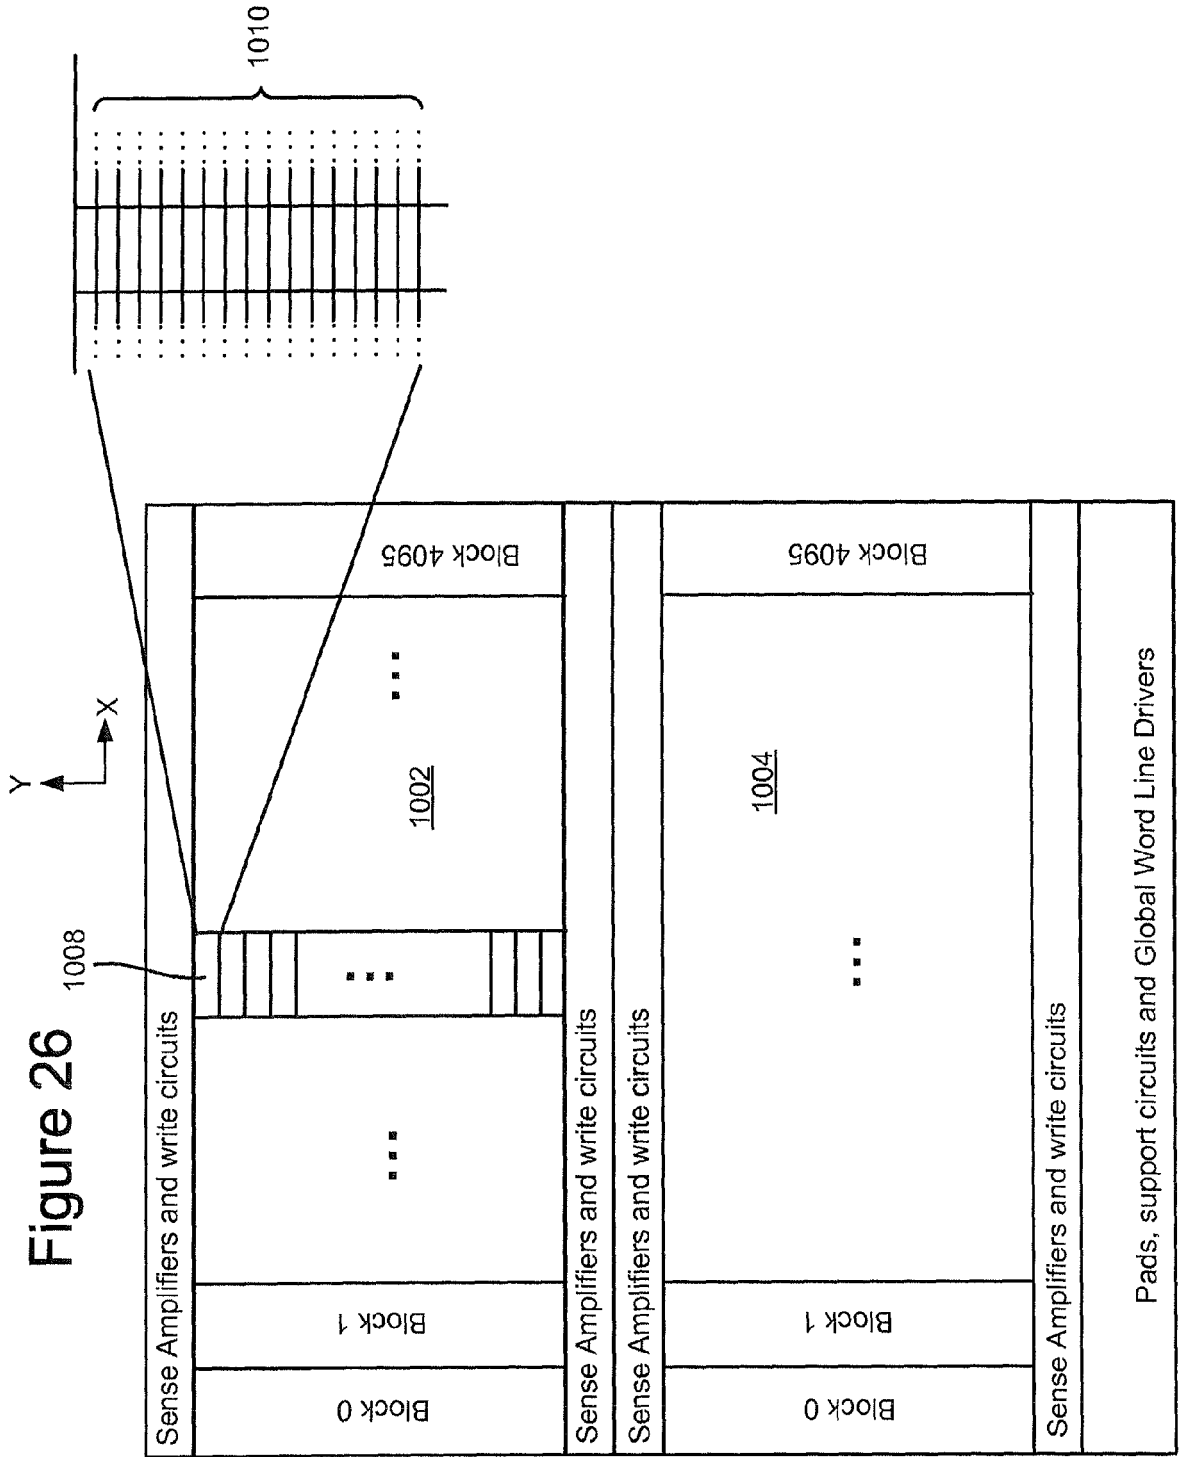 Figure 26
Y
X
1008
1010
Sense Amplifiers and write circuits
Block 0
Block 1
1002
Block 4095
Sense Amplifiers and write circuits
Sense Amplifiers and write circuits
Block 0
Block 1
1004
Block 4095
Sense Amplifiers and write circuits
Pads, support circuits and Global Word Line Drivers